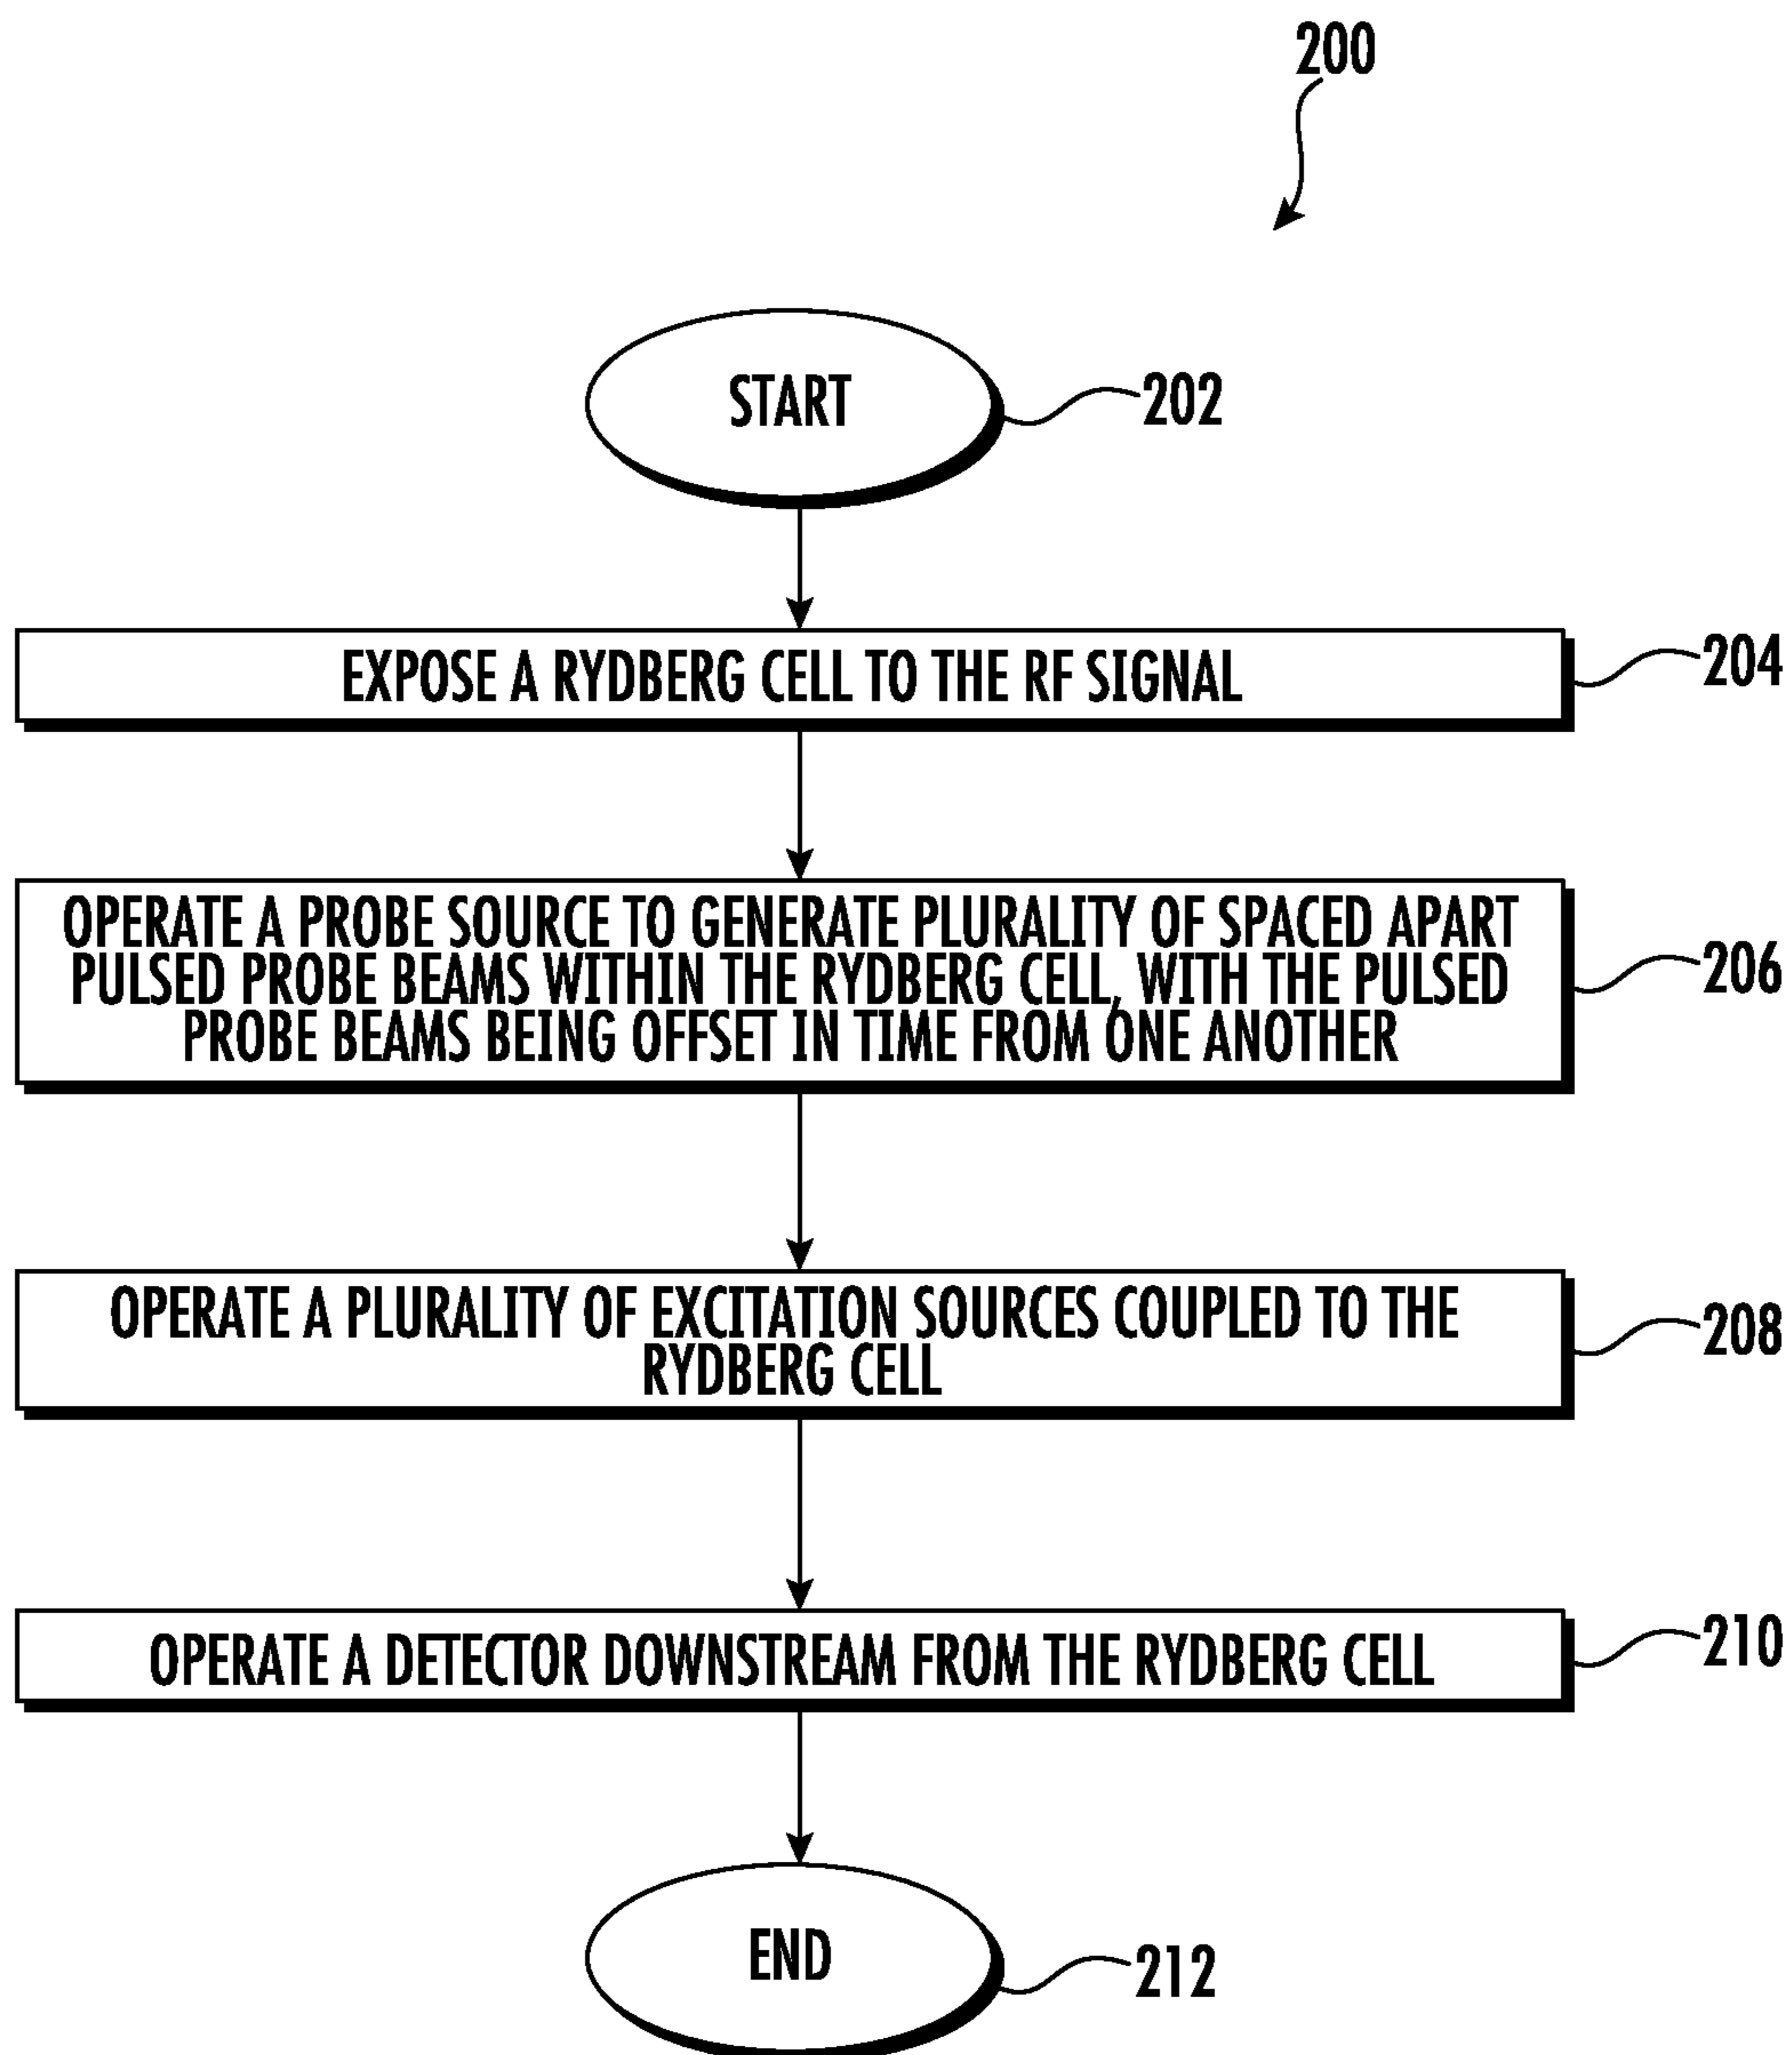 200
START
202
EXPOSE A RYDBERG CELL TO THE RF SIGNAL
204
OPERATE A PROBE SOURCE TO GENERATE PLURALITY OF SPACED APART
PULSED PROBE BEAMS WITHIN THE RYDBERG CELL, WITH THE PULSED
PROBE BEAMS BEING OFFSET IN TIME FROM ONE ANOTHER
206
OPERATE A PLURALITY OF EXCITATION SOURCES COUPLED TO THE
RYDBERG CELL
208
OPERATE A DETECTOR DOWNSTREAM FROM THE RYDBERG CELL
210
END
212